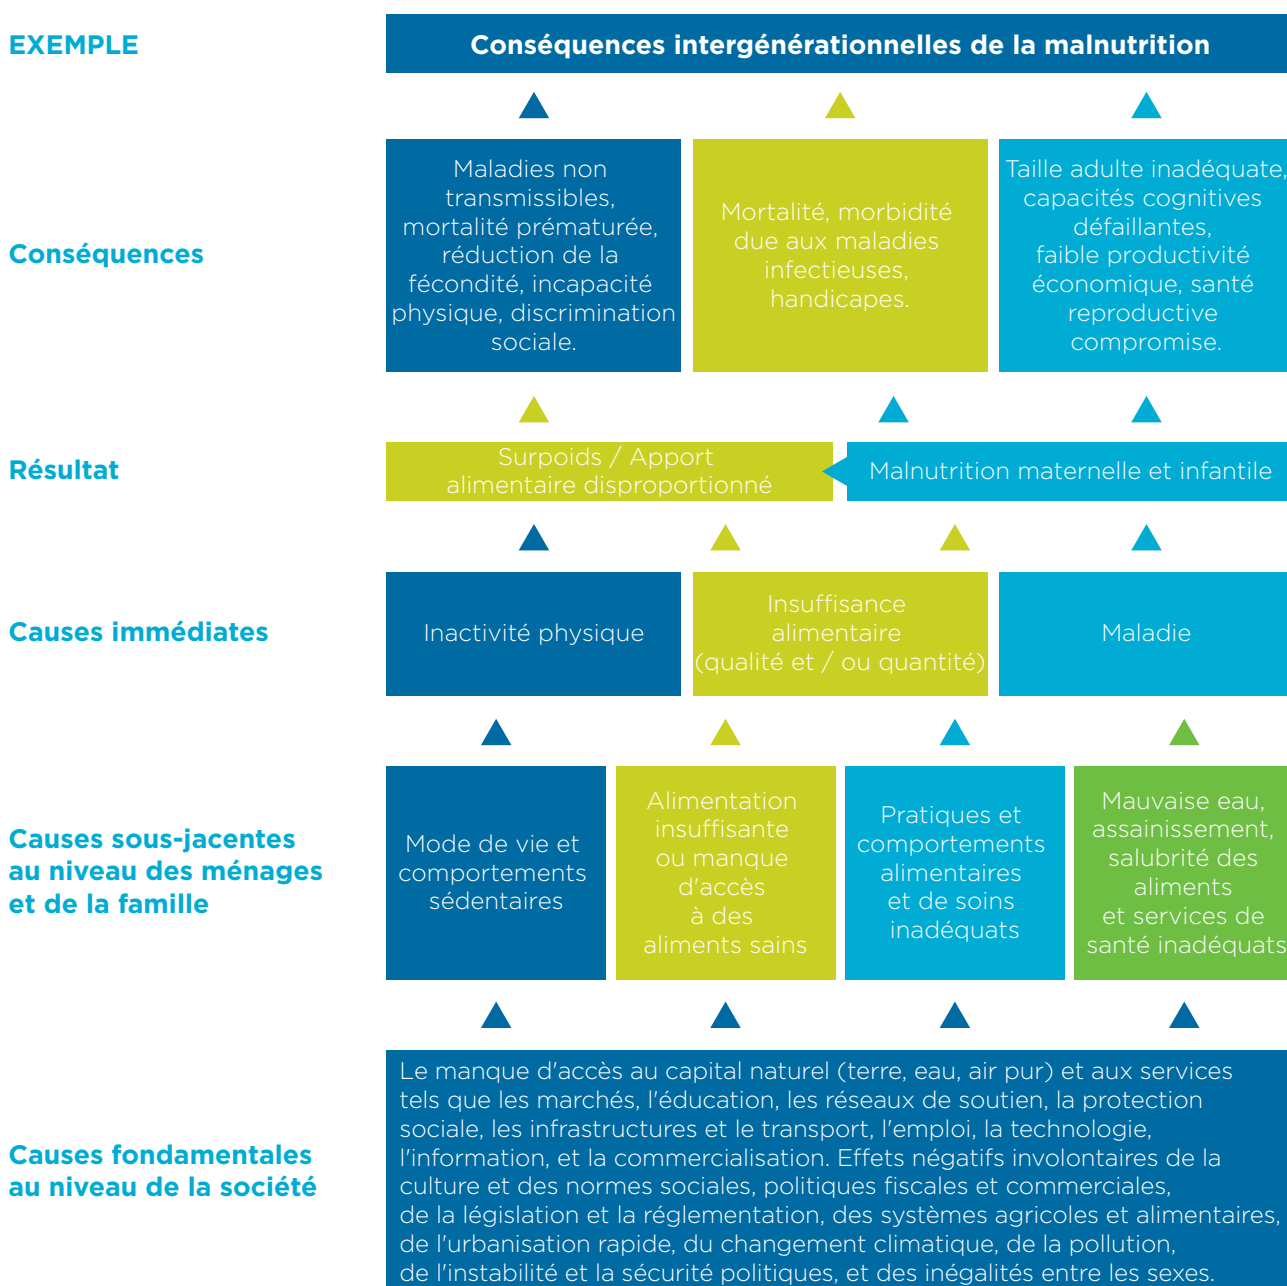 EXEMPLE
Conséquences intergénérationnelles de la malnutrition
Conséquences
Maladies non
transmissibles,
mortalité prématurée,
réduction de la
fécondité, incapacité
physique, discrimination
sociale.
Mortalité, morbidité
due aux maladies
infectieuses,
handicapes.
Taille adulte inadéquate,
capacités cognitives
défaillantes,
faible productivité
économique, santé
reproductive
compromise.
Résultat
Surpoids / Apport
alimentaire disproportionné
Malnutrition maternelle et infantile
Causes immédiates
Inactivité physique
Insuffisance
alimentaire
(qualité et / ou quantité)
Maladie
Causes sous-jacentes
au niveau des ménages
et de la famille
Mode de vie et
comportements
sédentaires
Alimentation
insuffisante
ou manque
d'accès
à des
aliments sains
Pratiques et
comportements
alimentaires
et de soins
inadéquats
Mauvaise eau,
assainissement,
salubrité des
aliments
et services de
santé inadéquats
Causes fondamentales
au niveau de la société
Le manque d'accès au capital naturel (terre, eau, air pur) et aux services
tels que les marchés, l'éducation, les réseaux de soutien, la protection
sociale, les infrastructures et le transport, l'emploi, la technologie,
l'information, et la commercialisation. Effets négatifs involontaires de la
culture et des normes sociales, politiques fiscales et commerciales,
de la législation et la réglementation, des systèmes agricoles et alimentaires,
de l'urbanisation rapide, du changement climatique, de la pollution,
de l'instabilité et la sécurité politiques, et des inégalités entre les sexes.